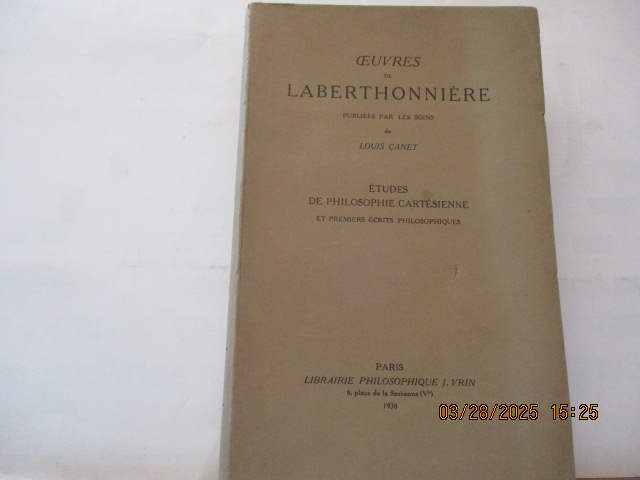 ŒUVRES
DE
LABERTHONNIÈRE
PUBLIÉES PAR LES SOINS
de
LOUIS CANET
ÉTUDES
DE PHILOSOPHIE CARTÉSIENNE
ET PREMIERS ÉCRITS PHILOSOPHIQUES
PARIS
LIBRAIRIE PHILOSOPHIQUE J. VRIN
6, place de la Sorbonne (Vᵉ)
1938
03/28/2025 15:25